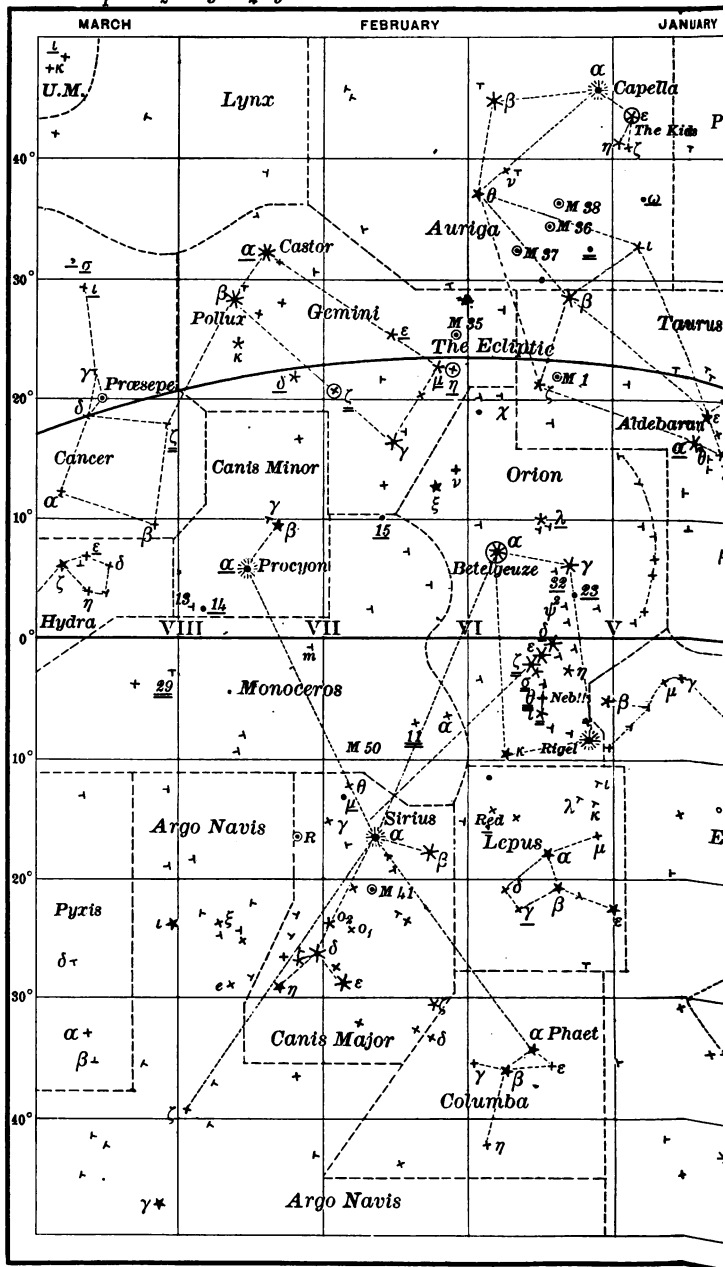 MARCH FEBRUARY JANUARY
ι
+κ
U.M.
Lynx
α Capella
β
ε
The Kids
P
η ζ
40°
ν
θ
M 38
ω
M 36
Auriga
M 37
ι
α Castor
σ
30°
ι
β
Pollux
Gemini
β
κ
ε
M 35
Taurus
The Ecliptic
γ
Præsepe
δ
ζ
μ
η
M 1
20°
δ
ζ
χ
ζ
ε
Aldebaran
γ
α
θ
Cancer
Canis Minor
Orion
α
ν
ξ
γ
β
λ
10°
β
15
α
ε
δ
α Procyon
Betelgeuze
γ
ζ
η
32
23
13
14
ψ²
Hydra
VIII VII VI V
0°
δ
m
ε
ζ
η
29
Monoceros
σ
θ
Neb!!
ι
β
μ
γ
α
11
M 50
κ Rigel
10°
θ
ι
μ
Sirius
λ
κ
Argo Navis
γ
Red
R
α
Lepus
μ
E
β
α
M 41
δ
β
20°
Pyxis
γ
ε
ι
ξ
ο₂
ο₁
δ
δ
e
η
ε
30°
ζ
α
Canis Major
δ
α Phaet
β
γ
β
ε
ζ
Columba
40°
η
γ
Argo Navis